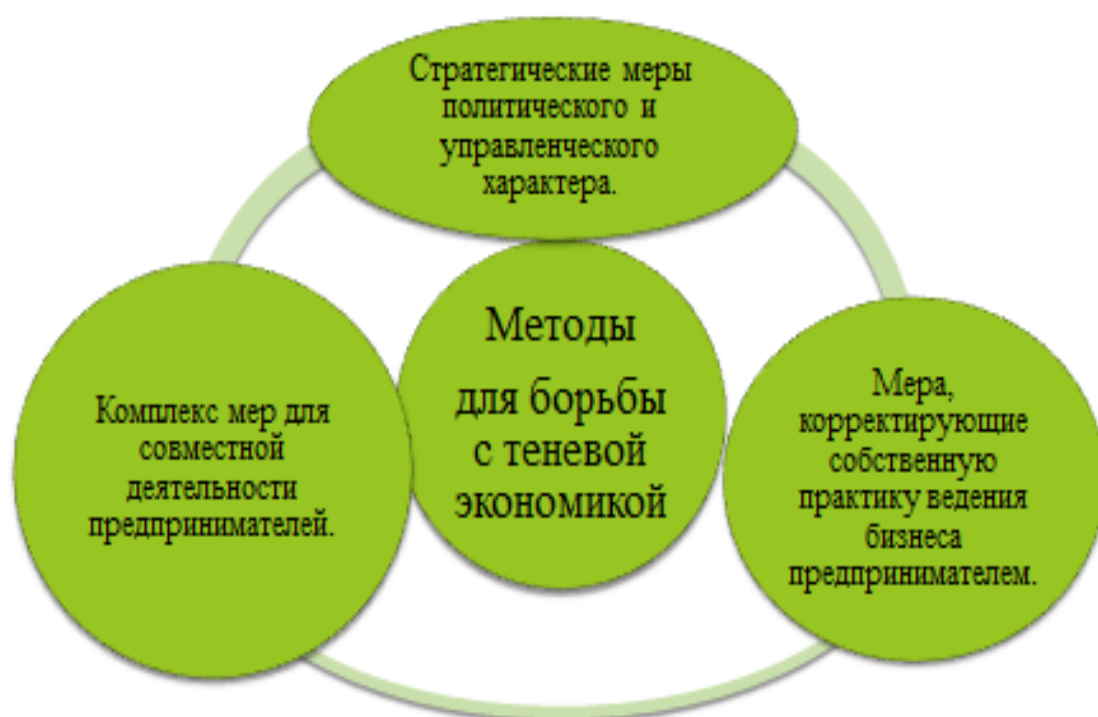 Стратегические меры
политического и
управленческого
характера.
Методы
для борьбы
с теневой
экономикой
Комплекс мер для
совместной
деятельности
предпринимателей.
Мера,
корректирующие
собственную
практику ведения
бизнеса
предпринимателем.